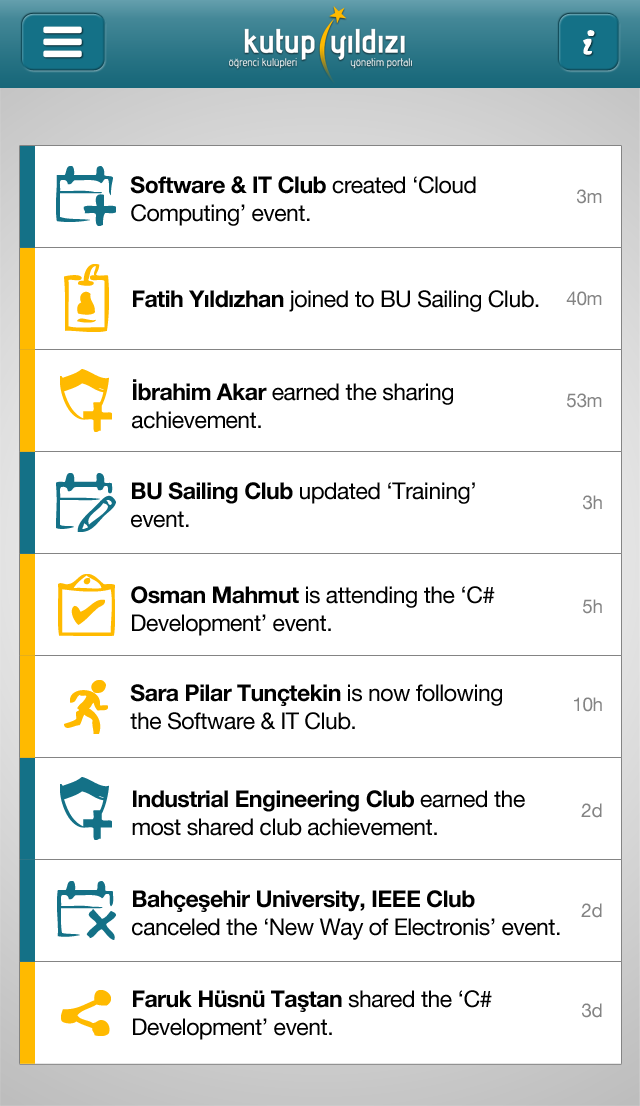 kutup yıldızı
öğrenci kulüpleri yönetim portalı
i
Software & IT Club created ‘Cloud
Computing’ event.
3m
Fatih Yıldızhan joined to BU Sailing Club.
40m
İbrahim Akar earned the sharing
achievement.
53m
BU Sailing Club updated ‘Training’
event.
3h
Osman Mahmut is attending the ‘C#
Development’ event.
5h
Sara Pilar Tunçtekin is now following
the Software & IT Club.
10h
Industrial Engineering Club earned the
most shared club achievement.
2d
Bahçeşehir University, IEEE Club
canceled the ‘New Way of Electronis’ event.
2d
Faruk Hüsnü Taştan shared the ‘C#
Development’ event.
3d